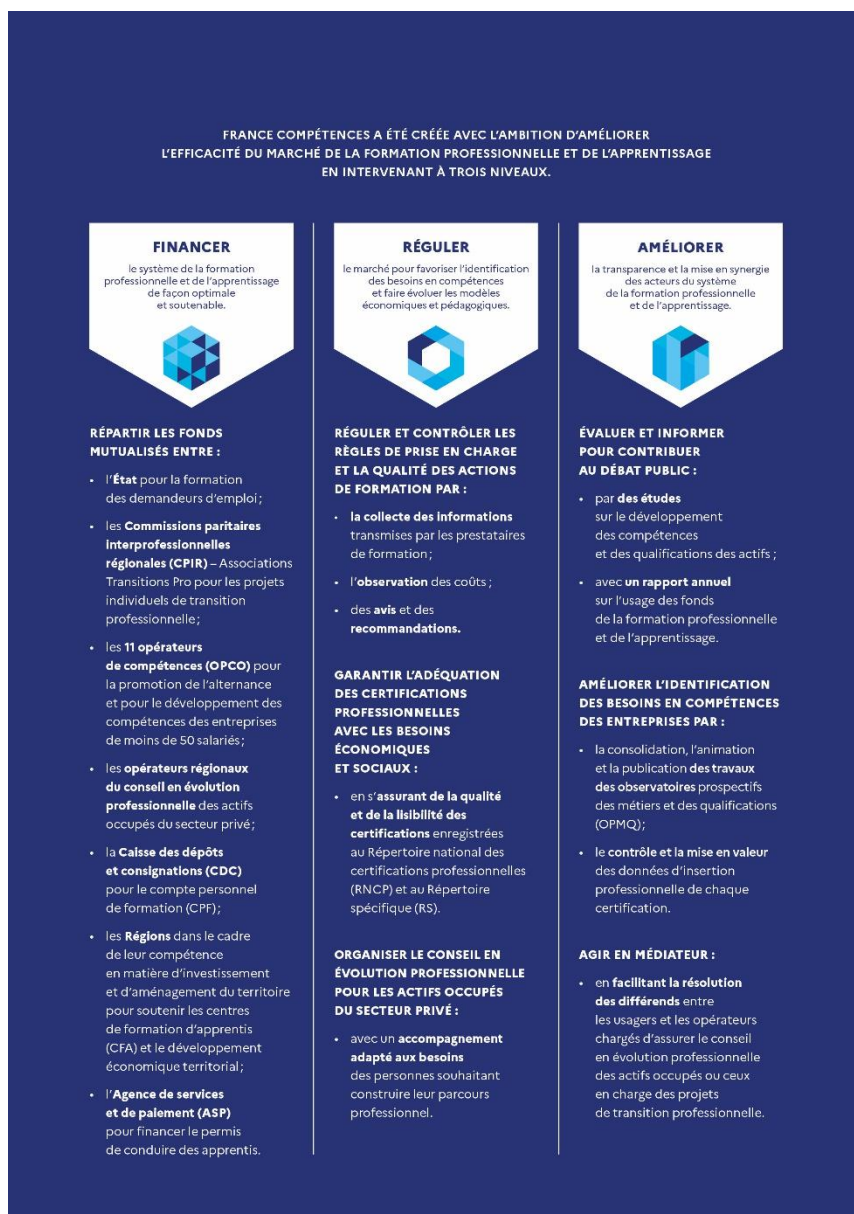 FRANCE COMPÉTENCES A ÉTÉ CRÉÉE AVEC L'AMBITION D'AMÉLIORER
L'EFFICACITÉ DU MARCHÉ DE LA FORMATION PROFESSIONNELLE ET DE L'APPRENTISSAGE
EN INTERVENANT À TROIS NIVEAUX.
FINANCER
le système de la formation
professionnelle et de l'apprentissage
de façon optimale
et soutenable.
RÉPARTIR LES FONDS
MUTUALISÉS ENTRE :
• l'État pour la formation
des demandeurs d'emploi ;
• les Commissions paritaires
interprofessionnelles
régionales (CPIR) – Associations
Transitions Pro pour les projets
individuels de transition
professionnelle ;
• les 11 opérateurs
de compétences (OPCO) pour
la promotion de l'alternance
et pour le développement des
compétences des entreprises
de moins de 50 salariés ;
• les opérateurs régionaux
du conseil en évolution
professionnelle des actifs
occupés du secteur privé ;
• la Caisse des dépôts
et consignations (CDC)
pour le compte personnel
de formation (CPF) ;
• les Régions dans le cadre
de leur compétence
en matière d'investissement
et d'aménagement du territoire
pour soutenir les centres
de formation d'apprentis
(CFA) et le développement
économique territorial ;
• l'Agence de services
et de paiement (ASP)
pour financer le permis
de conduire des apprentis.
RÉGULER
le marché pour favoriser l'identification
des besoins en compétences
et faire évoluer les modèles
économiques et pédagogiques.
RÉGULER ET CONTRÔLER LES
RÈGLES DE PRISE EN CHARGE
ET LA QUALITÉ DES ACTIONS
DE FORMATION PAR :
• la collecte des informations
transmises par les prestataires
de formation ;
• l'observation des coûts ;
• des avis et des
recommandations.
GARANTIR L'ADÉQUATION
DES CERTIFICATIONS
PROFESSIONNELLES
AVEC LES BESOINS
ÉCONOMIQUES
ET SOCIAUX :
• en s'assurant de la qualité
et de la lisibilité des
certifications enregistrées
au Répertoire national des
certifications professionnelles
(RNCP) et au Répertoire
spécifique (RS).
ORGANISER LE CONSEIL EN
ÉVOLUTION PROFESSIONNELLE
POUR LES ACTIFS OCCUPÉS
DU SECTEUR PRIVÉ :
• avec un accompagnement
adapté aux besoins
des personnes souhaitant
construire leur parcours
professionnel.
AMÉLIORER
la transparence et la mise en synergie
des acteurs du système
de la formation professionnelle
et de l'apprentissage.
ÉVALUER ET INFORMER
POUR CONTRIBUER
AU DÉBAT PUBLIC :
• par des études
sur le développement
des compétences
et des qualifications des actifs ;
• avec un rapport annuel
sur l'usage des fonds
de la formation professionnelle
et de l'apprentissage.
AMÉLIORER L'IDENTIFICATION
DES BESOINS EN COMPÉTENCES
DES ENTREPRISES PAR :
• la consolidation, l'animation
et la publication des travaux
des observatoires prospectifs
des métiers et des qualifications
(OPMQ) ;
• le contrôle et la mise en valeur
des données d'insertion
professionnelle de chaque
certification.
AGIR EN MÉDIATEUR :
• en facilitant la résolution
des différends entre
les usagers et les opérateurs
chargés d'assurer le conseil
en évolution professionnelle
des actifs occupés ou ceux
en charge des projets
de transition professionnelle.